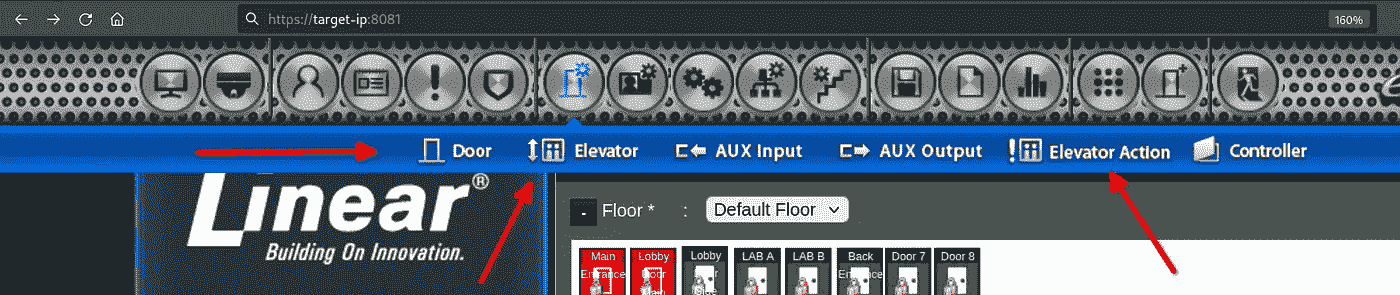 https://target-ip:8081
160%
Door
Elevator
AUX Input
AUX Output
Elevator Action
Controller
Linear®
Building On Innovation.
- Floor * : Default Floor
Main Entrance
Lobby Door Main
Lobby
LAB A
LAB B
Back Entrance
Door 7
Door 8